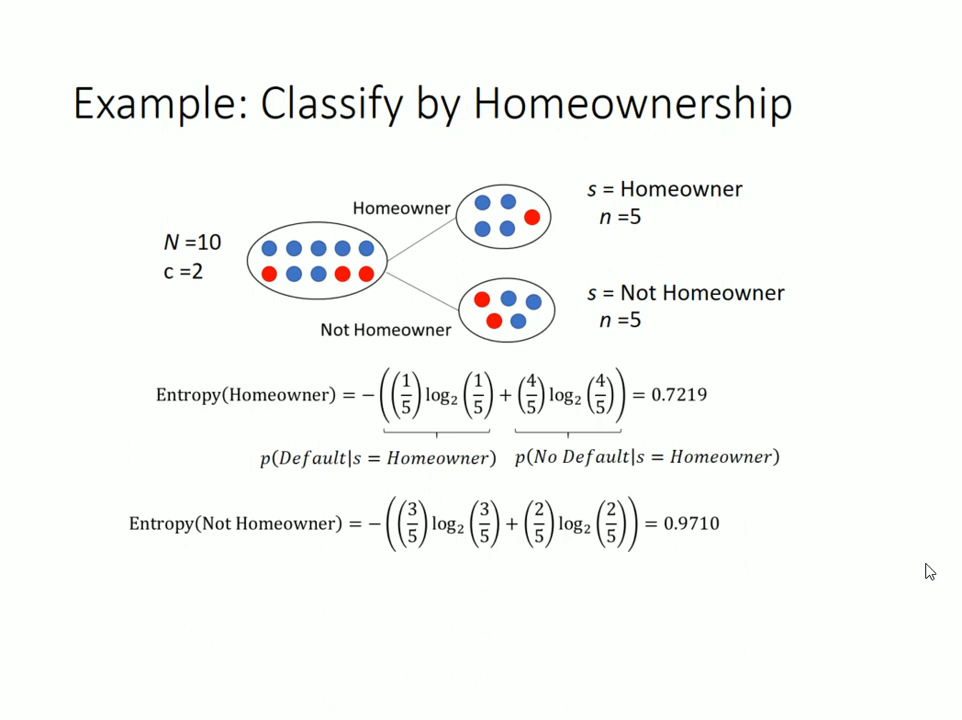 Example: Classify by Homeownership
Homeowner
s = Homeowner
n =5
N =10
c =2
Not Homeowner
s = Not Homeowner
n =5
Entropy(Homeowner) = −((1/5) log₂ (1/5) + (4/5) log₂ (4/5)) = 0.7219
p(Default|s = Homeowner) p(No Default|s = Homeowner)
Entropy(Not Homeowner) = −((3/5) log₂ (3/5) + (2/5) log₂ (2/5)) = 0.9710